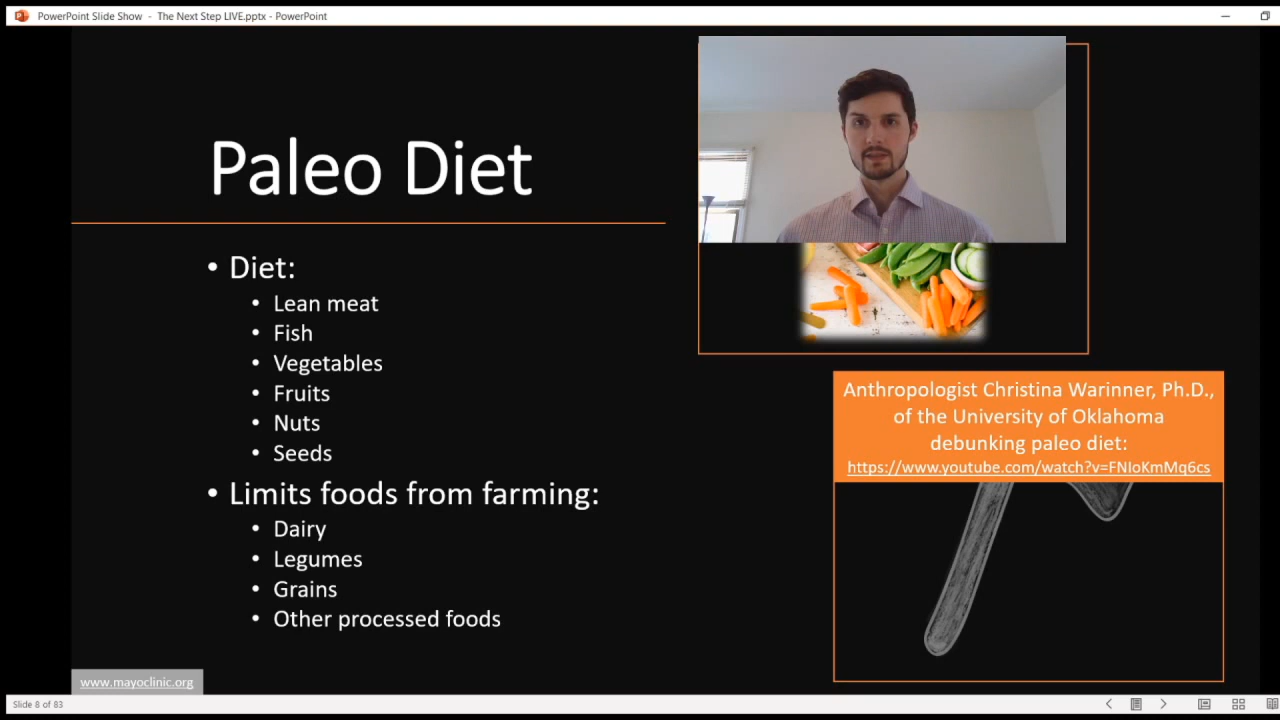 PowerPoint Slide Show - The Next Step LIVE.pptx - PowerPoint
Paleo Diet
• Diet:
• Lean meat
• Fish
• Vegetables
• Fruits
• Nuts
• Seeds
• Limits foods from farming:
• Dairy
• Legumes
• Grains
• Other processed foods
Anthropologist Christina Warinner, Ph.D.,
of the University of Oklahoma
debunking paleo diet:
https://www.youtube.com/watch?v=FNIoKmMq6cs
www.mayoclinic.org
Slide 8 of 83